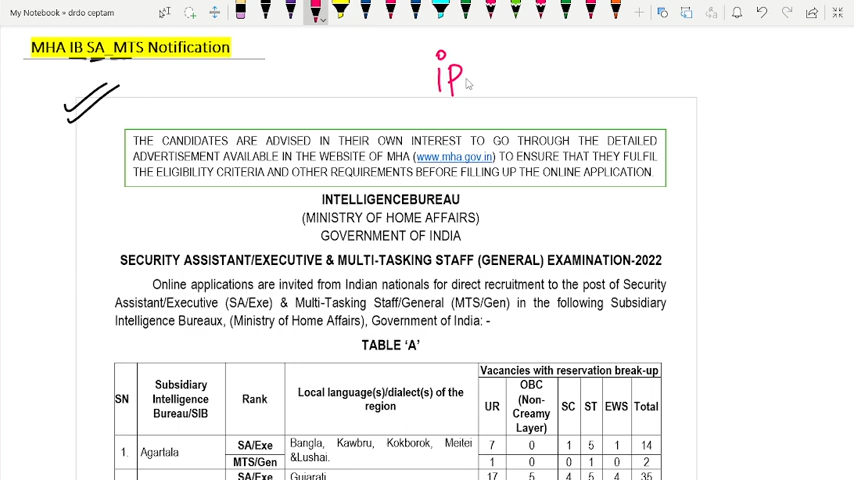 My Notebook > drdo ceptam
MHA IB SA_MTS Notification
ip
THE CANDIDATES ARE ADVISED IN THEIR OWN INTEREST TO GO THROUGH THE DETAILED
ADVERTISEMENT AVAILABLE IN THE WEBSITE OF MHA (www.mha.gov.in) TO ENSURE THAT THEY FULFIL
THE ELIGIBILITY CRITERIA AND OTHER REQUIREMENTS BEFORE FILLING UP THE ONLINE APPLICATION.
INTELLIGENCEBUREAU
(MINISTRY OF HOME AFFAIRS)
GOVERNMENT OF INDIA
SECURITY ASSISTANT/EXECUTIVE & MULTI-TASKING STAFF (GENERAL) EXAMINATION-2022
Online applications are invited from Indian nationals for direct recruitment to the post of Security
Assistant/Executive (SA/Exe) & Multi-Tasking Staff/General (MTS/Gen) in the following Subsidiary
Intelligence Bureaux, (Ministry of Home Affairs), Government of India: -
TABLE 'A'
SN Subsidiary Intelligence Bureau/SIB Rank Local language(s)/dialect(s) of the region Vacancies with reservation break-up
UR OBC (Non-Creamy Layer) SC ST EWS Total
1. Agartala SA/Exe Bangla, Kawbru, Kokborok, Meitei &Lushai. 7 0 1 5 1 14
MTS/Gen 1 0 0 1 0 2
SA/Exe Gujarati 17 5 4 5 4 35